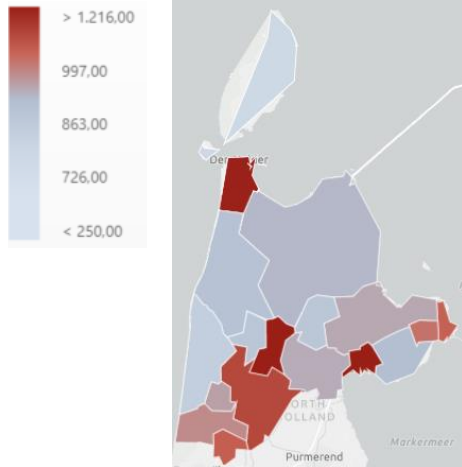 > 1.216,00
997,00
863,00
726,00
< 250,00
NORTH
HOLLAND
Purmerend
Markermeer